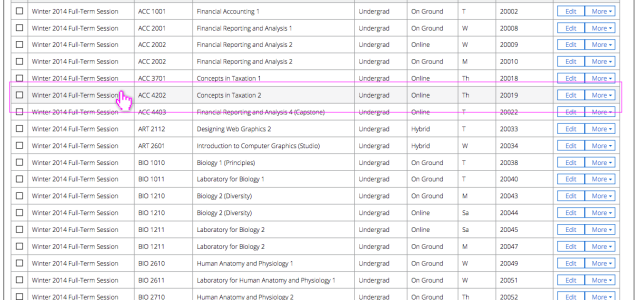 Winter 2014 Full-Term Session ACC 1001 Financial Accounting 1 Undergrad On Ground T 20002 Edit More
Winter 2014 Full-Term Session ACC 2001 Financial Reporting and Analysis 1 Undergrad On Ground W 20008 Edit More
Winter 2014 Full-Term Session ACC 2002 Financial Reporting and Analysis 2 Undergrad Online W 20009 Edit More
Winter 2014 Full-Term Session ACC 2002 Financial Reporting and Analysis 2 Undergrad On Ground M 20010 Edit More
Winter 2014 Full-Term Session ACC 3701 Concepts in Taxation 1 Undergrad Online Th 20018 Edit More
Winter 2014 Full-Term Session ACC 4202 Concepts in Taxation 2 Undergrad Online Th 20019 Edit More
Winter 2014 Full-Term Session ACC 4403 Financial Reporting and Analysis 4 (Capstone) Undergrad Online T 20022 Edit More
Winter 2014 Full-Term Session ART 2112 Designing Web Graphics 2 Undergrad Hybrid T 20033 Edit More
Winter 2014 Full-Term Session ART 2601 Introduction to Computer Graphics (Studio) Undergrad Hybrid W 20034 Edit More
Winter 2014 Full-Term Session BIO 1010 Biology 1 (Principles) Undergrad On Ground T 20038 Edit More
Winter 2014 Full-Term Session BIO 1011 Laboratory for Biology 1 Undergrad On Ground T 20040 Edit More
Winter 2014 Full-Term Session BIO 1210 Biology 2 (Diversity) Undergrad On Ground M 20043 Edit More
Winter 2014 Full-Term Session BIO 1210 Biology 2 (Diversity) Undergrad Online Sa 20044 Edit More
Winter 2014 Full-Term Session BIO 1211 Laboratory for Biology 2 Undergrad Online Sa 20045 Edit More
Winter 2014 Full-Term Session BIO 1211 Laboratory for Biology 2 Undergrad On Ground M 20047 Edit More
Winter 2014 Full-Term Session BIO 2610 Human Anatomy and Physiology 1 Undergrad On Ground W 20049 Edit More
Winter 2014 Full-Term Session BIO 2611 Laboratory for Human Anatomy and Physiology 1 Undergrad On Ground W 20051 Edit More
Winter 2014 Full-Term Session BIO 2710 Human Anatomy and Physiology 2 Undergrad On Ground Th 20052 Edit More